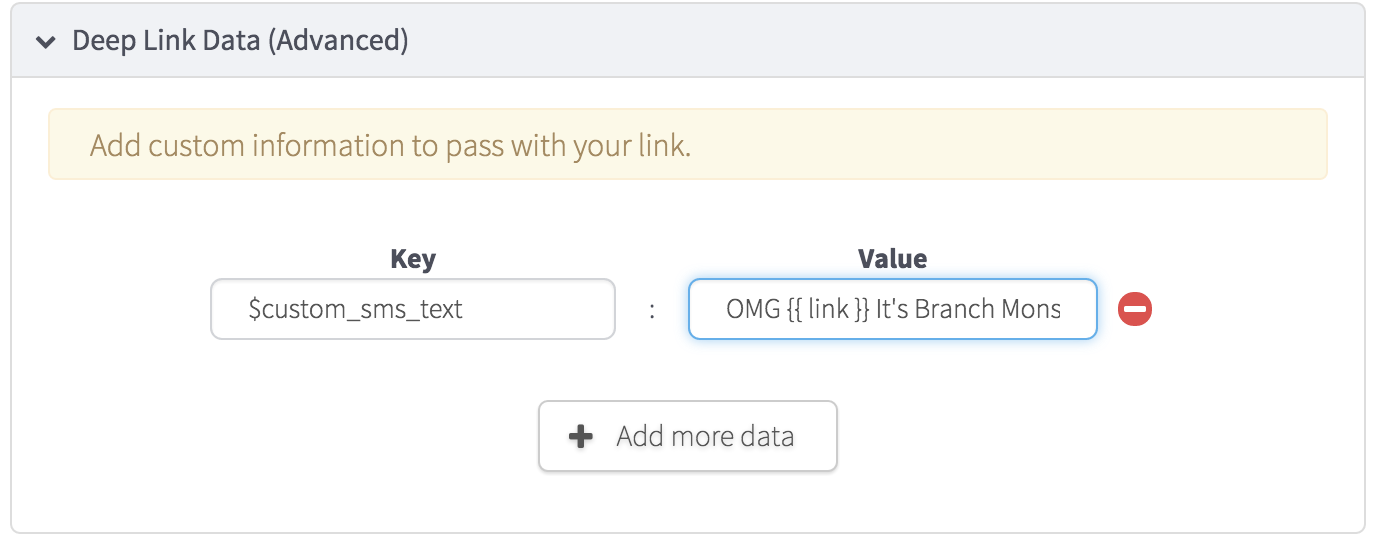 Deep Link Data (Advanced)
Add custom information to pass with your link.
Key Value
$custom_sms_text : OMG {{ link }} It's Branch Mons
Add more data